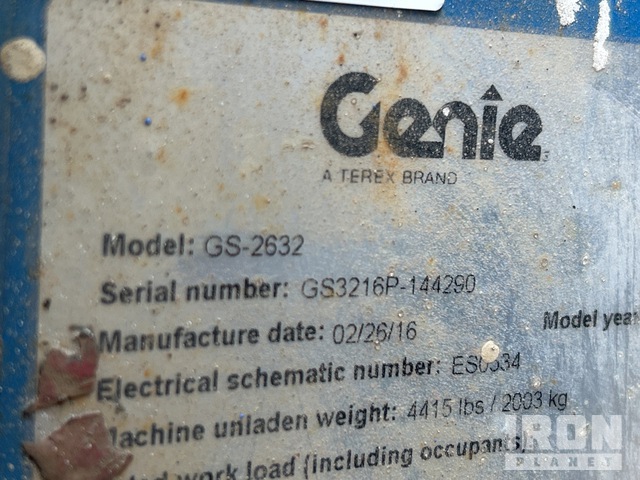 Genie
A TEREX BRAND
Model: GS-2632
Serial number: GS3216P-144290
Manufacture date: 02/26/16
Model year
Electrical schematic number: ES0534
Machine unladen weight: 4415 lbs / 2003 kg
work load (including occupants)
IRON
PLANET